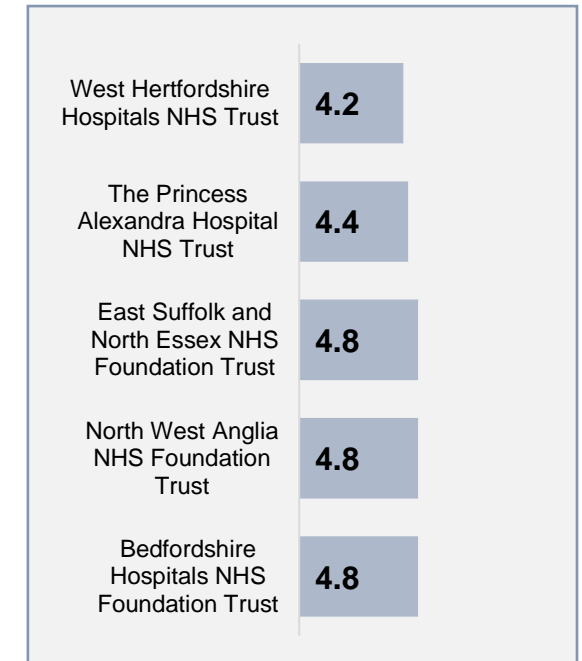 West Hertfordshire
Hospitals NHS Trust
4.2
The Princess
Alexandra Hospital
NHS Trust
4.4
East Suffolk and
North Essex NHS
Foundation Trust
4.8
North West Anglia
NHS Foundation
Trust
4.8
Bedfordshire
Hospitals NHS
Foundation Trust
4.8